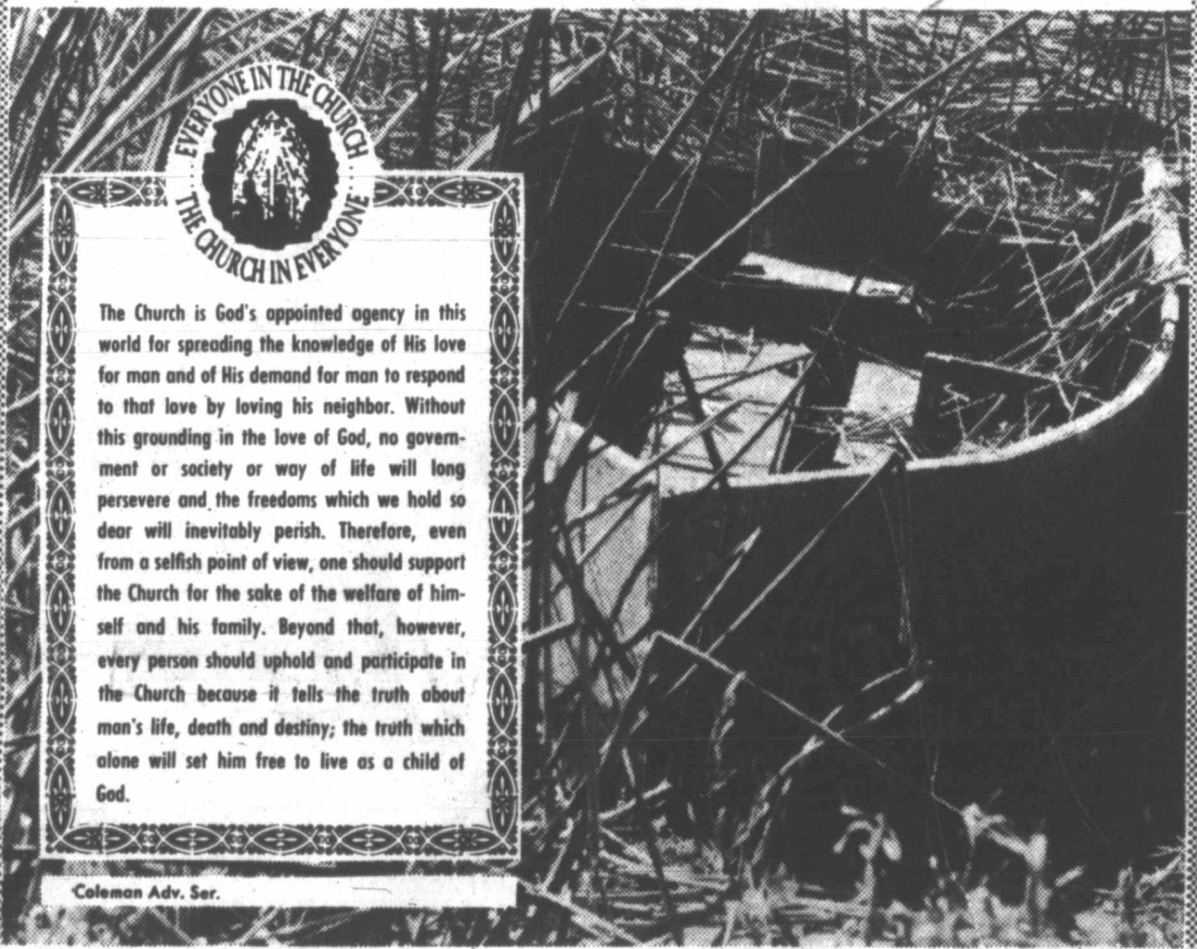 EVERYONE IN THE CHURCH
THE CHURCH IN EVERYONE
The Church is God's appointed agency in this
world for spreading the knowledge of His love
for man and of His demand for man to respond
to that love by loving his neighbor. Without
this grounding in the love of God, no govern-
ment or society or way of life will long
persevere and the freedoms which we hold so
dear will inevitably perish. Therefore, even
from a selfish point of view, one should support
the Church for the sake of the welfare of him-
self and his family. Beyond that, however,
every person should uphold and participate in
the Church because it tells the truth about
man's life, death and destiny; the truth which
alone will set him free to live as a child of
God.
Coleman Adv. Ser.